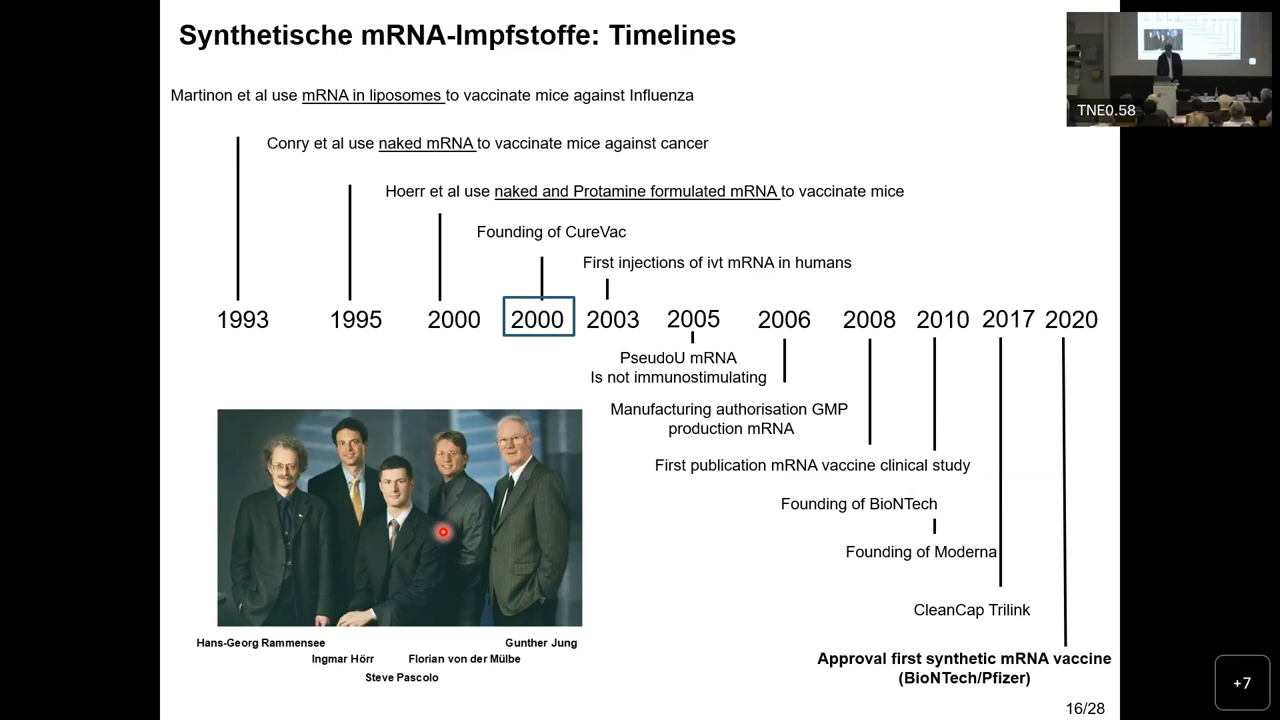 Synthetische mRNA-Impfstoffe: Timelines
TNE0.58
Martinon et al use mRNA in liposomes to vaccinate mice against Influenza
Conry et al use naked mRNA to vaccinate mice against cancer
Hoerr et al use naked and Protamine formulated mRNA to vaccinate mice
Founding of CureVac
First injections of ivt mRNA in humans
1993 1995 2000 2000 2003 2005 2006 2008 2010 2017 2020
PseudoU mRNA
Is not immunostimulating
Manufacturing authorisation GMP
production mRNA
First publication mRNA vaccine clinical study
Founding of BioNTech
Founding of Moderna
CleanCap Trilink
Approval first synthetic mRNA vaccine
(BioNTech/Pfizer)
Hans-Georg Rammensee
Gunther Jung
Ingmar Hörr
Florian von der Mülbe
Steve Pascolo
16/28
+7